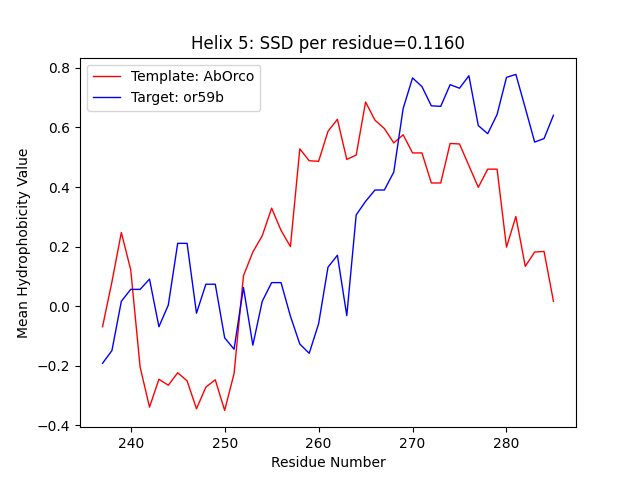 Helix 5: SSD per residue=0.1160
Template: AbOrco
Target: or59b
Mean Hydrophobicity Value
0.8
0.6
0.4
0.2
0.0
−0.2
−0.4
240
250
260
270
280
Residue Number